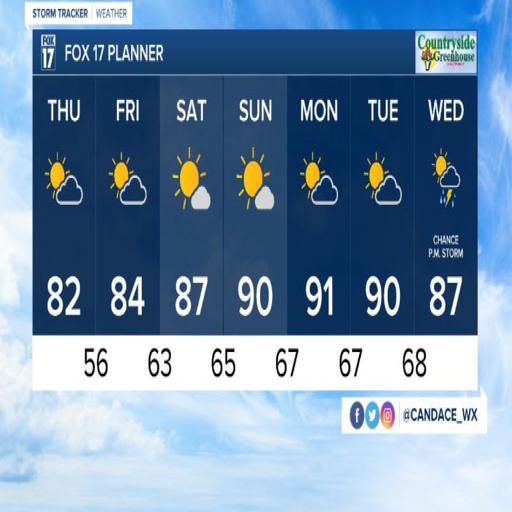 STORM TRACKER | WEATHER
FOX 17
FOX 17 PLANNER
Countryside
Greenhouse
THU FRI SAT SUN MON TUE WED
CHANCE
P.M. STORM
82 84 87 90 91 90 87
56 63 65 67 67 68
@CANDACE_WX